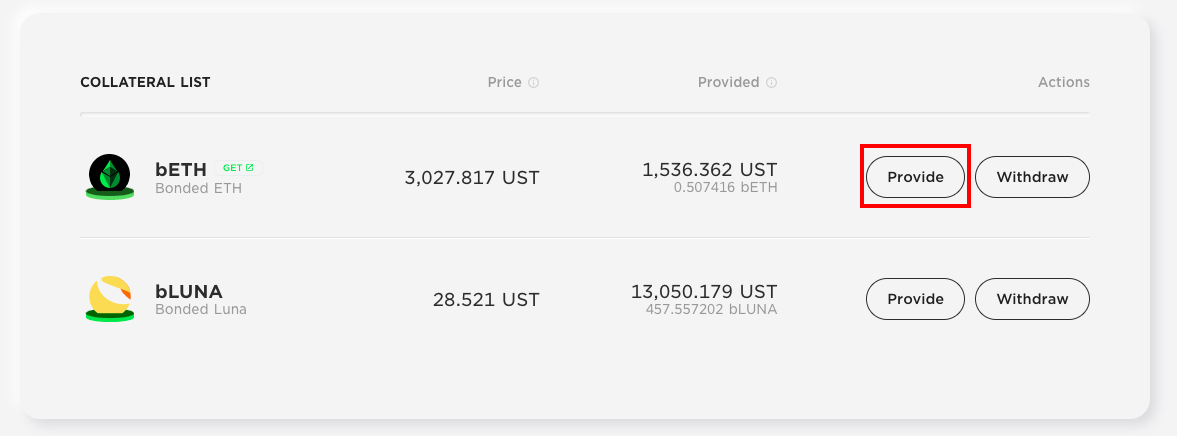 COLLATERAL LIST Price Provided Actions
bETH GET 3,027.817 UST 1,536.362 UST Provide Withdraw
Bonded ETH 0.507416 bETH
bLUNA 28.521 UST 13,050.179 UST Provide Withdraw
Bonded Luna 457.557202 bLUNA